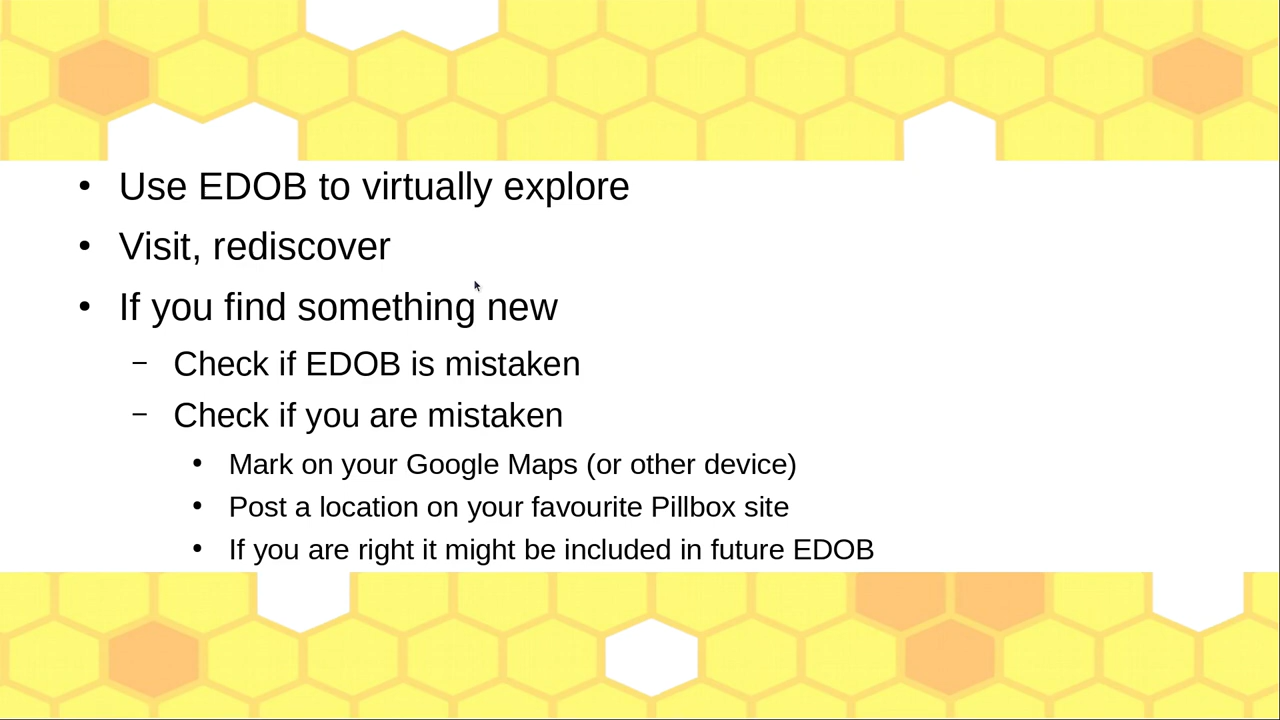 • Use EDOB to virtually explore
• Visit, rediscover
• If you find something new
– Check if EDOB is mistaken
– Check if you are mistaken
• Mark on your Google Maps (or other device)
• Post a location on your favourite Pillbox site
• If you are right it might be included in future EDOB